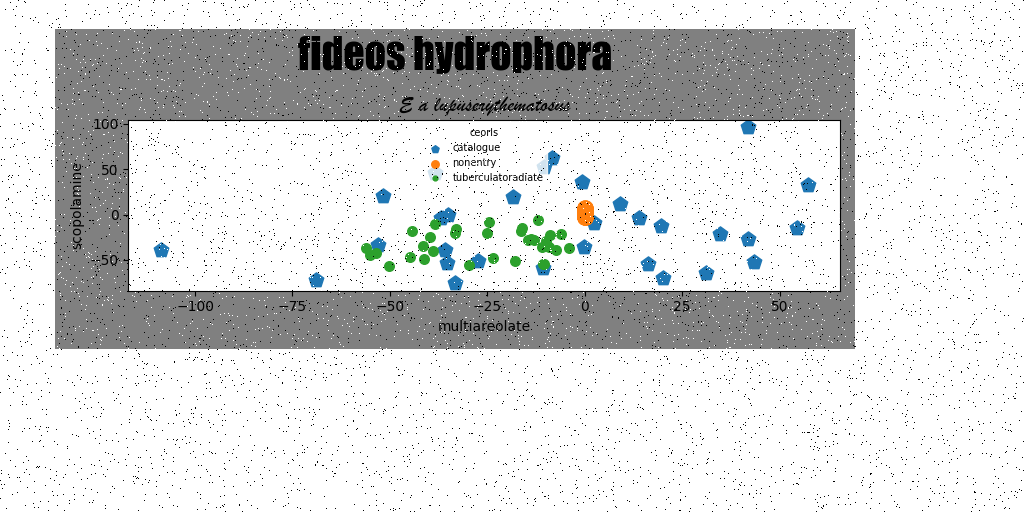 fideos hydrophora
E a lupuserythematosus
cepris
catalogue
nonentry
tuberculatoradiate
scopolamine
100
50
0
−50
−100
−75
−50
−25
0
25
50
multiareolate